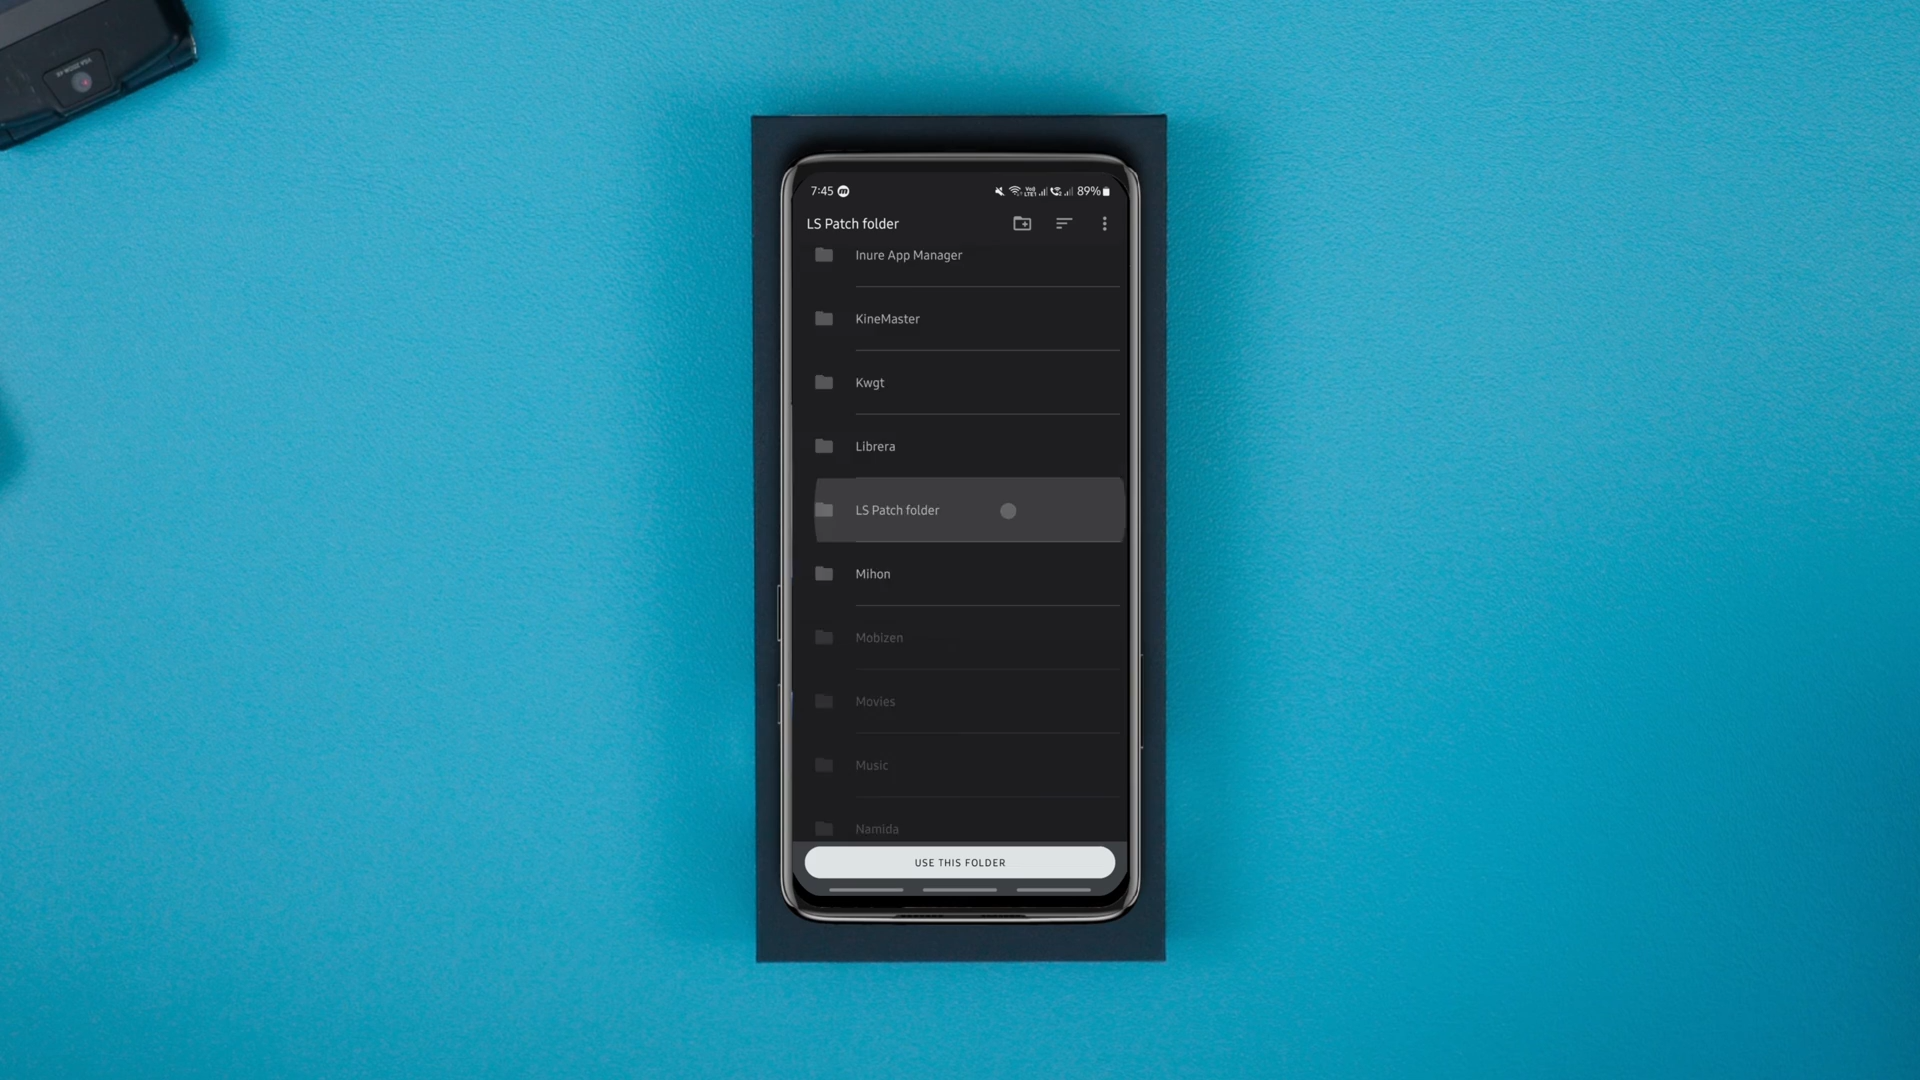 7:45
89%
LS Patch folder
Inure App Manager
KineMaster
Kwgt
Librera
LS Patch folder
Mihon
Mobizen
Movies
Music
Namida
USE THIS FOLDER